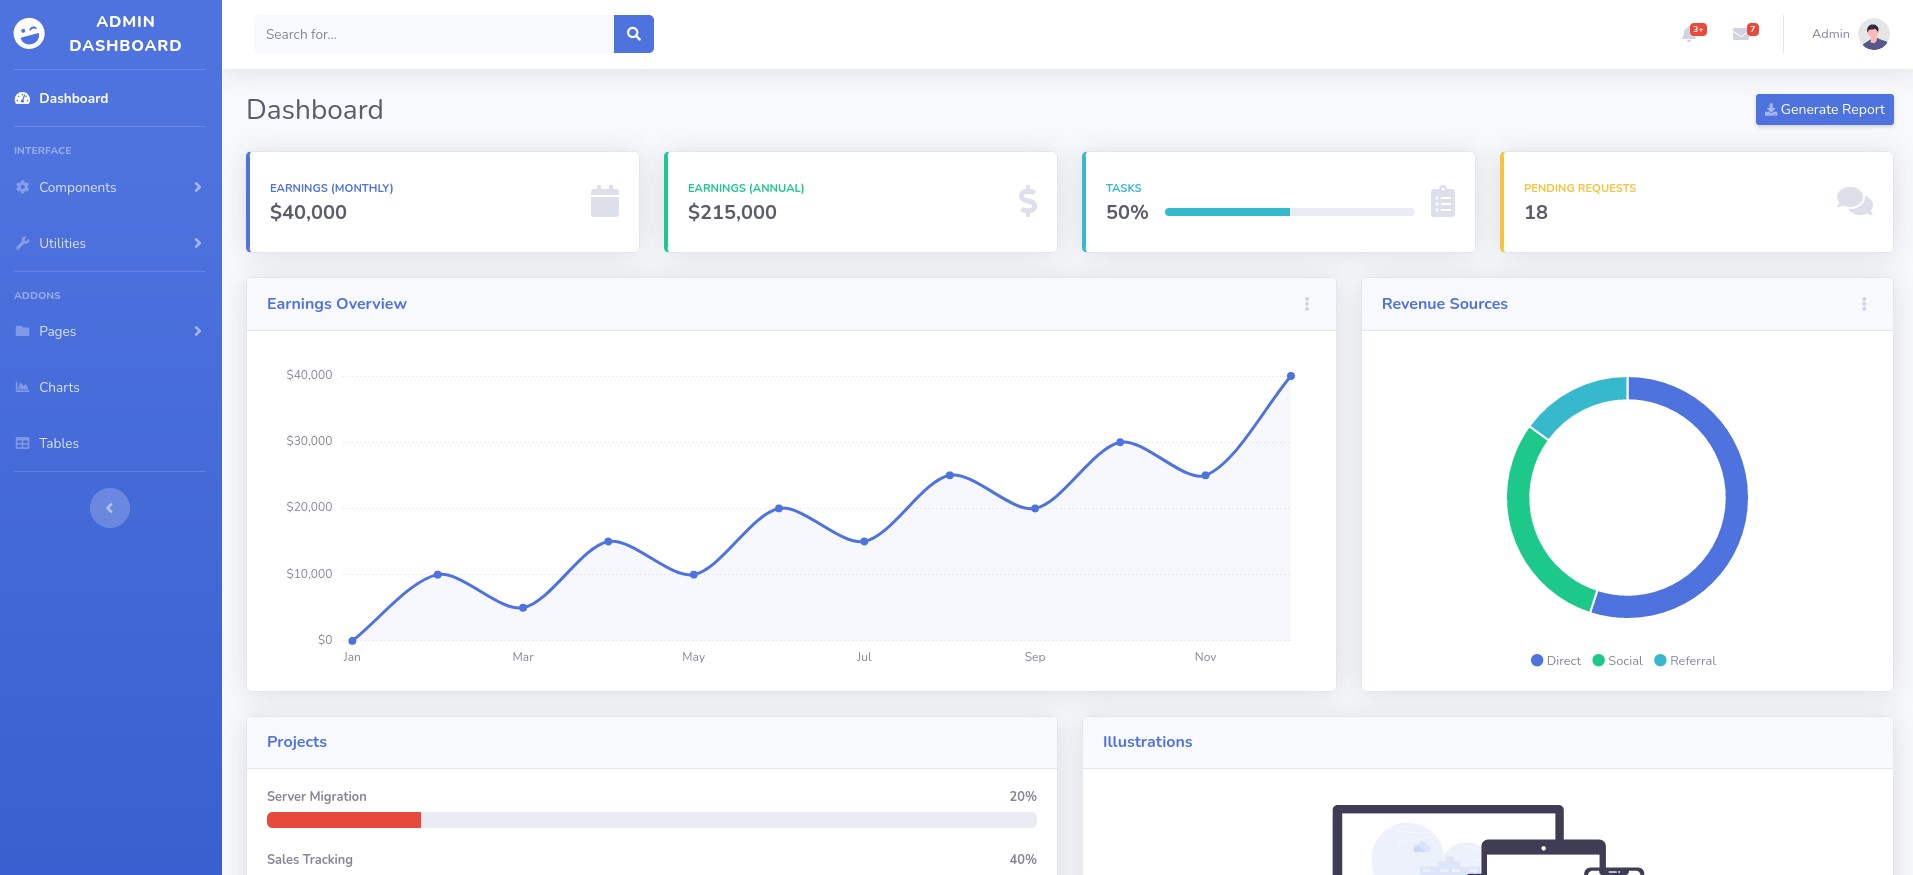 ADMIN
DASHBOARD
Search for...
3+
7
Admin
Dashboard
INTERFACE
Components
Utilities
ADDONS
Pages
Charts
Tables
Dashboard
Generate Report
EARNINGS (MONTHLY)
$40,000
EARNINGS (ANNUAL)
$215,000
TASKS
50%
PENDING REQUESTS
18
Earnings Overview
$40,000
$30,000
$20,000
$10,000
$0
Jan Mar May Jul Sep Nov
Revenue Sources
Direct Social Referral
Projects
Server Migration 20%
Sales Tracking 40%
Illustrations